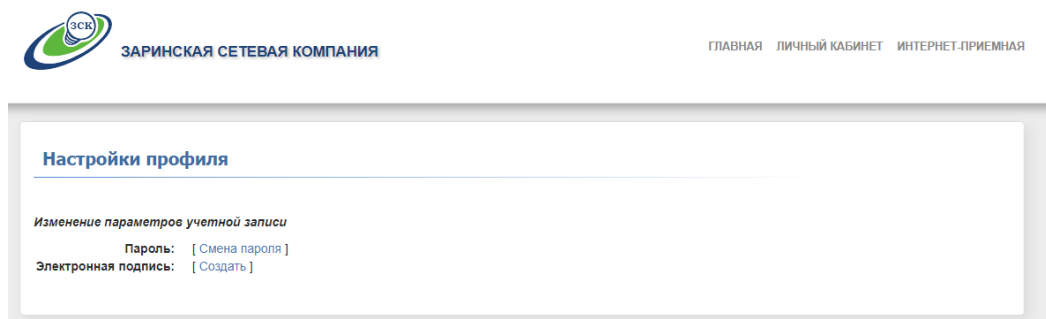 ЗСК
ЗАРИНСКАЯ СЕТЕВАЯ КОМПАНИЯ
ГЛАВНАЯ ЛИЧНЫЙ КАБИНЕТ ИНТЕРНЕТ-ПРИЕМНАЯ
Настройки профиля
Изменение параметров учетной записи
Пароль: [ Смена пароля ]
Электронная подпись: [ Создать ]